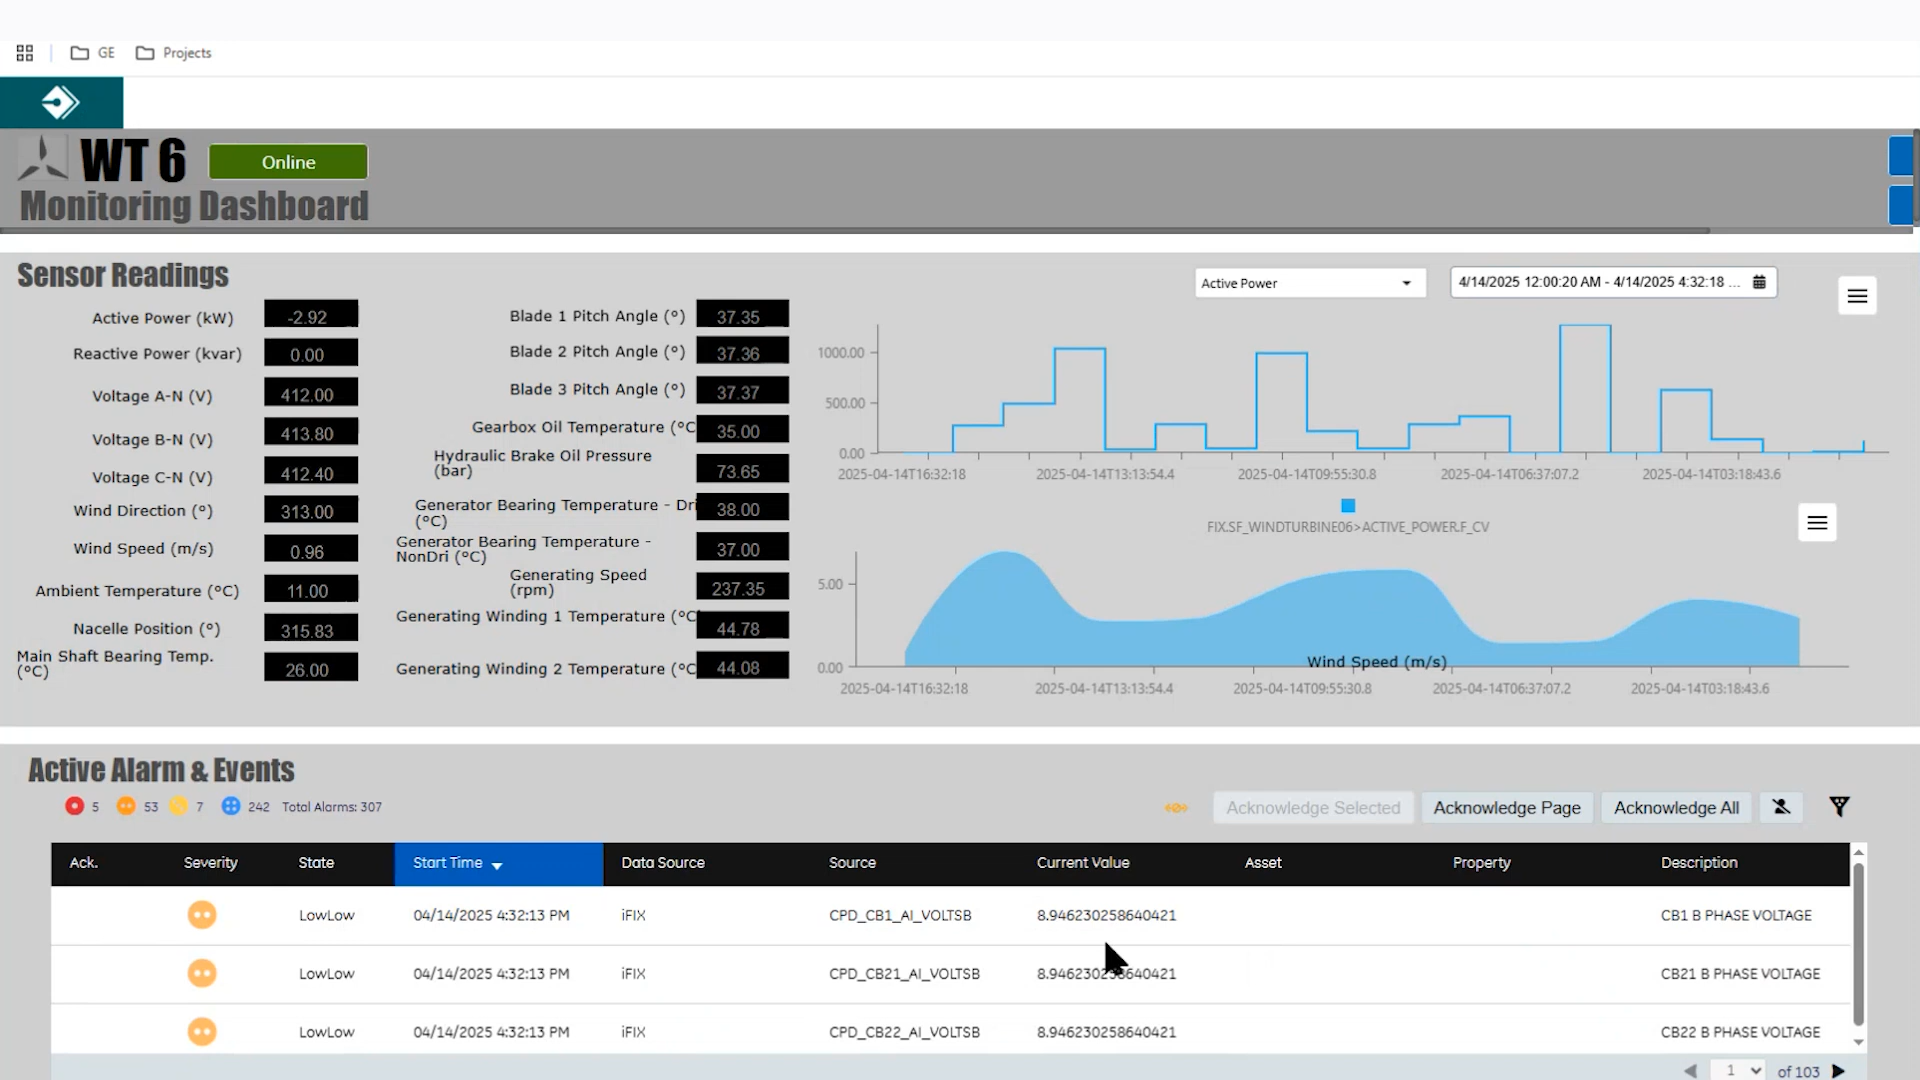 GE
Projects
WT 6
Online
Monitoring Dashboard
Sensor Readings
Active Power (kW)
-2.92
Reactive Power (kvar)
0.00
Voltage A-N (V)
412.00
Voltage B-N (V)
413.80
Voltage C-N (V)
412.40
Wind Direction (°)
313.00
Wind Speed (m/s)
0.96
Ambient Temperature (°C)
11.00
Nacelle Position (°)
315.83
Main Shaft Bearing Temp.
(°C)
26.00
Blade 1 Pitch Angle (°)
37.35
Blade 2 Pitch Angle (°)
37.36
Blade 3 Pitch Angle (°)
37.37
Gearbox Oil Temperature (°C
35.00
Hydraulic Brake Oil Pressure
(bar)
73.65
Generator Bearing Temperature - Dri
(°C)
38.00
Generator Bearing Temperature -
NonDri (°C)
37.00
Generating Speed
(rpm)
237.35
Generating Winding 1 Temperature (°C
44.78
Generating Winding 2 Temperature (°C
44.08
Active Power
4/14/2025 12:00:20 AM - 4/14/2025 4:32:18 ...
1000.00
500.00
0.00
2025-04-14T16:32:18
2025-04-14T13:13:54.4
2025-04-14T09:55:30.8
2025-04-14T06:37:07.2
2025-04-14T03:18:43.6
FIX.SF_WINDTURBINE06>ACTIVE_POWER.F_CV
5.00
0.00
Wind Speed (m/s)
2025-04-14T16:32:18
2025-04-14T13:13:54.4
2025-04-14T09:55:30.8
2025-04-14T06:37:07.2
2025-04-14T03:18:43.6
Active Alarm & Events
5
53
7
242
Total Alarms: 307
Acknowledge Selected
Acknowledge Page
Acknowledge All
Ack. Severity State Start Time Data Source Source Current Value Asset Property Description
LowLow 04/14/2025 4:32:13 PM iFIX CPD_CB1_AI_VOLTSB 8.946230258640421 CB1 B PHASE VOLTAGE
LowLow 04/14/2025 4:32:13 PM iFIX CPD_CB21_AI_VOLTSB 8.946230258640421 CB21 B PHASE VOLTAGE
LowLow 04/14/2025 4:32:13 PM iFIX CPD_CB22_AI_VOLTSB 8.946230258640421 CB22 B PHASE VOLTAGE
1 of 103